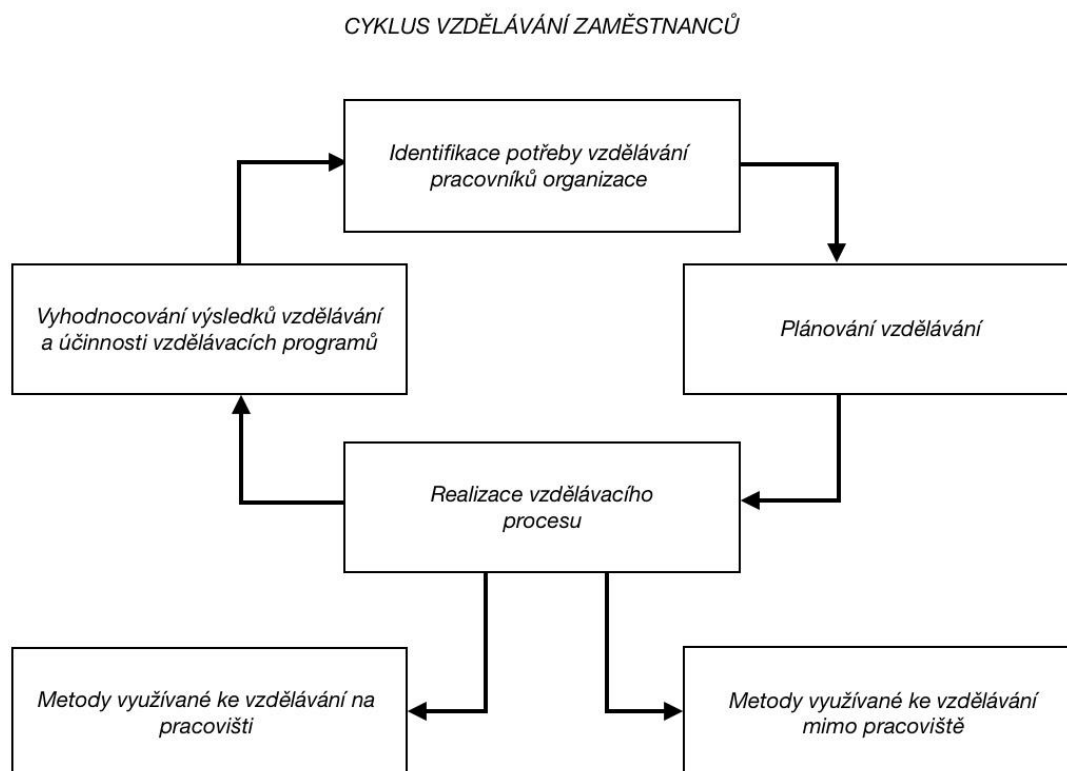 CYKLUS VZDĚLÁVÁNÍ ZAMĚSTNANCŮ
Identifikace potřeby vzdělávání
pracovníků organizace
Vyhodnocování výsledků vzdělávání
a účinnosti vzdělávacích programů
Plánování vzdělávání
Realizace vzdělávacího
procesu
Metody využívané ke vzdělávání na
pracovišti
Metody využívané ke vzdělávání
mimo pracoviště